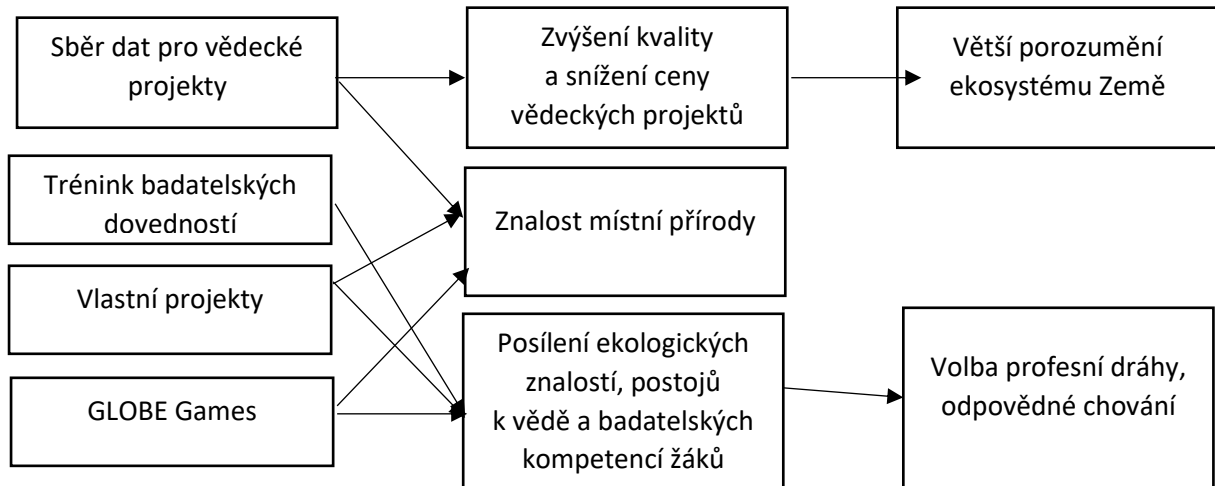 Sběr dat pro vědecké
projekty
Trénink badatelských
dovedností
Vlastní projekty
GLOBE Games
Zvýšení kvality
a snížení ceny
vědeckých projektů
Znalost místní přírody
Posílení ekologických
znalostí, postojů
k vědě a badatelských
kompetencí žáků
Větší porozumění
ekosystému Země
Volba profesní dráhy,
odpovědné chování